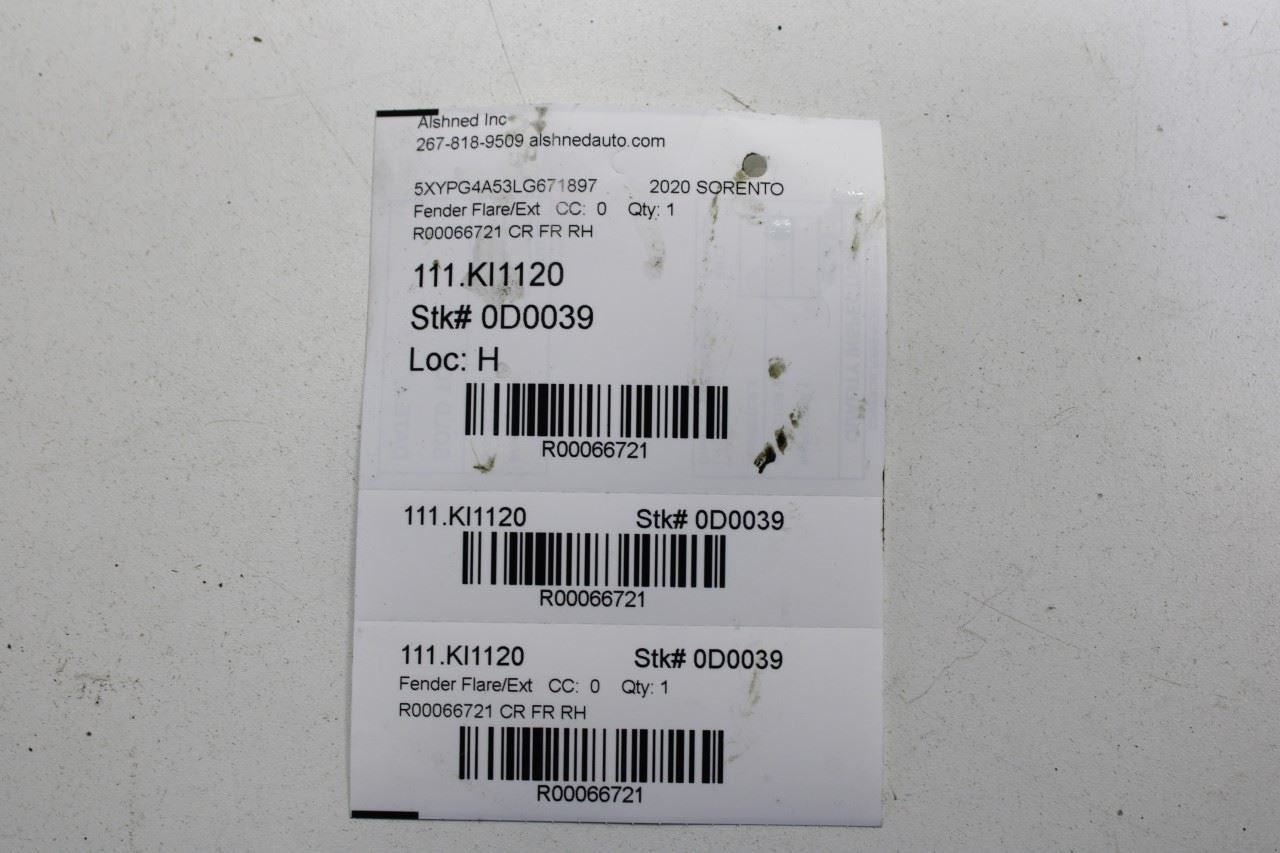 Alshned Inc
267-818-9509 alshnedauto.com
5XYPG4A53LG671897 2020 SORENTO
Fender Flare/Ext CC: 0 Qty: 1
R00066721 CR FR RH
111.KI1120
Stk# 0D0039
Loc: H
R00066721
111.KI1120 Stk# 0D0039
R00066721
111.KI1120 Stk# 0D0039
Fender Flare/Ext CC: 0 Qty: 1
R00066721 CR FR RH
R00066721